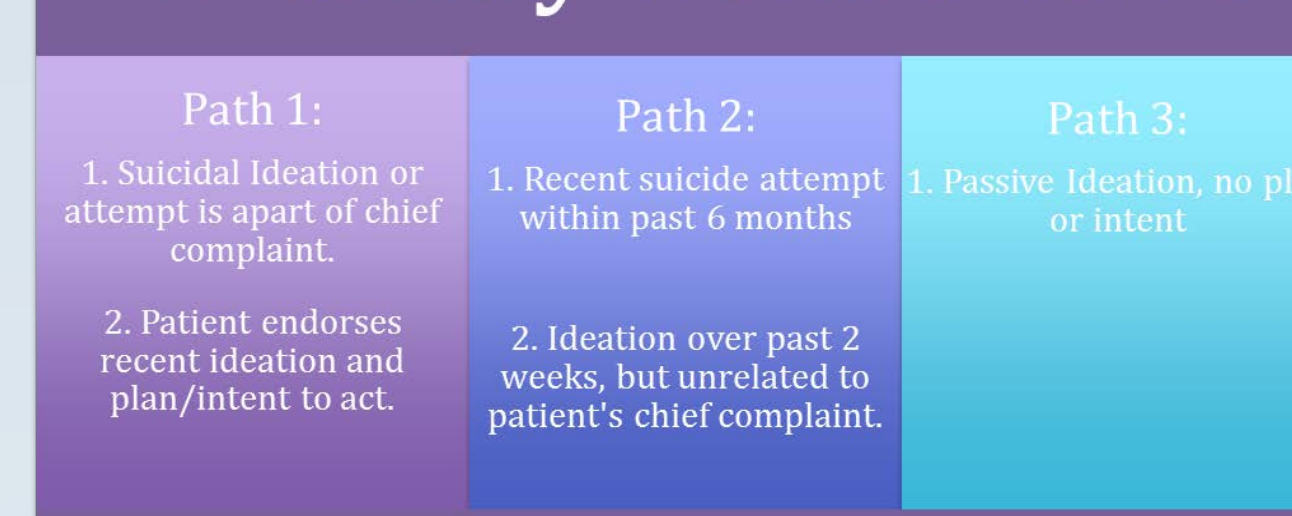 Path 1:
1. Suicidal Ideation or
attempt is apart of chief
complaint.
2. Patient endorses
recent ideation and
plan/intent to act.
Path 2:
1. Recent suicide attempt
within past 6 months
2. Ideation over past 2
weeks, but unrelated to
patient's chief complaint.
Path 3:
1. Passive Ideation, no
or intent